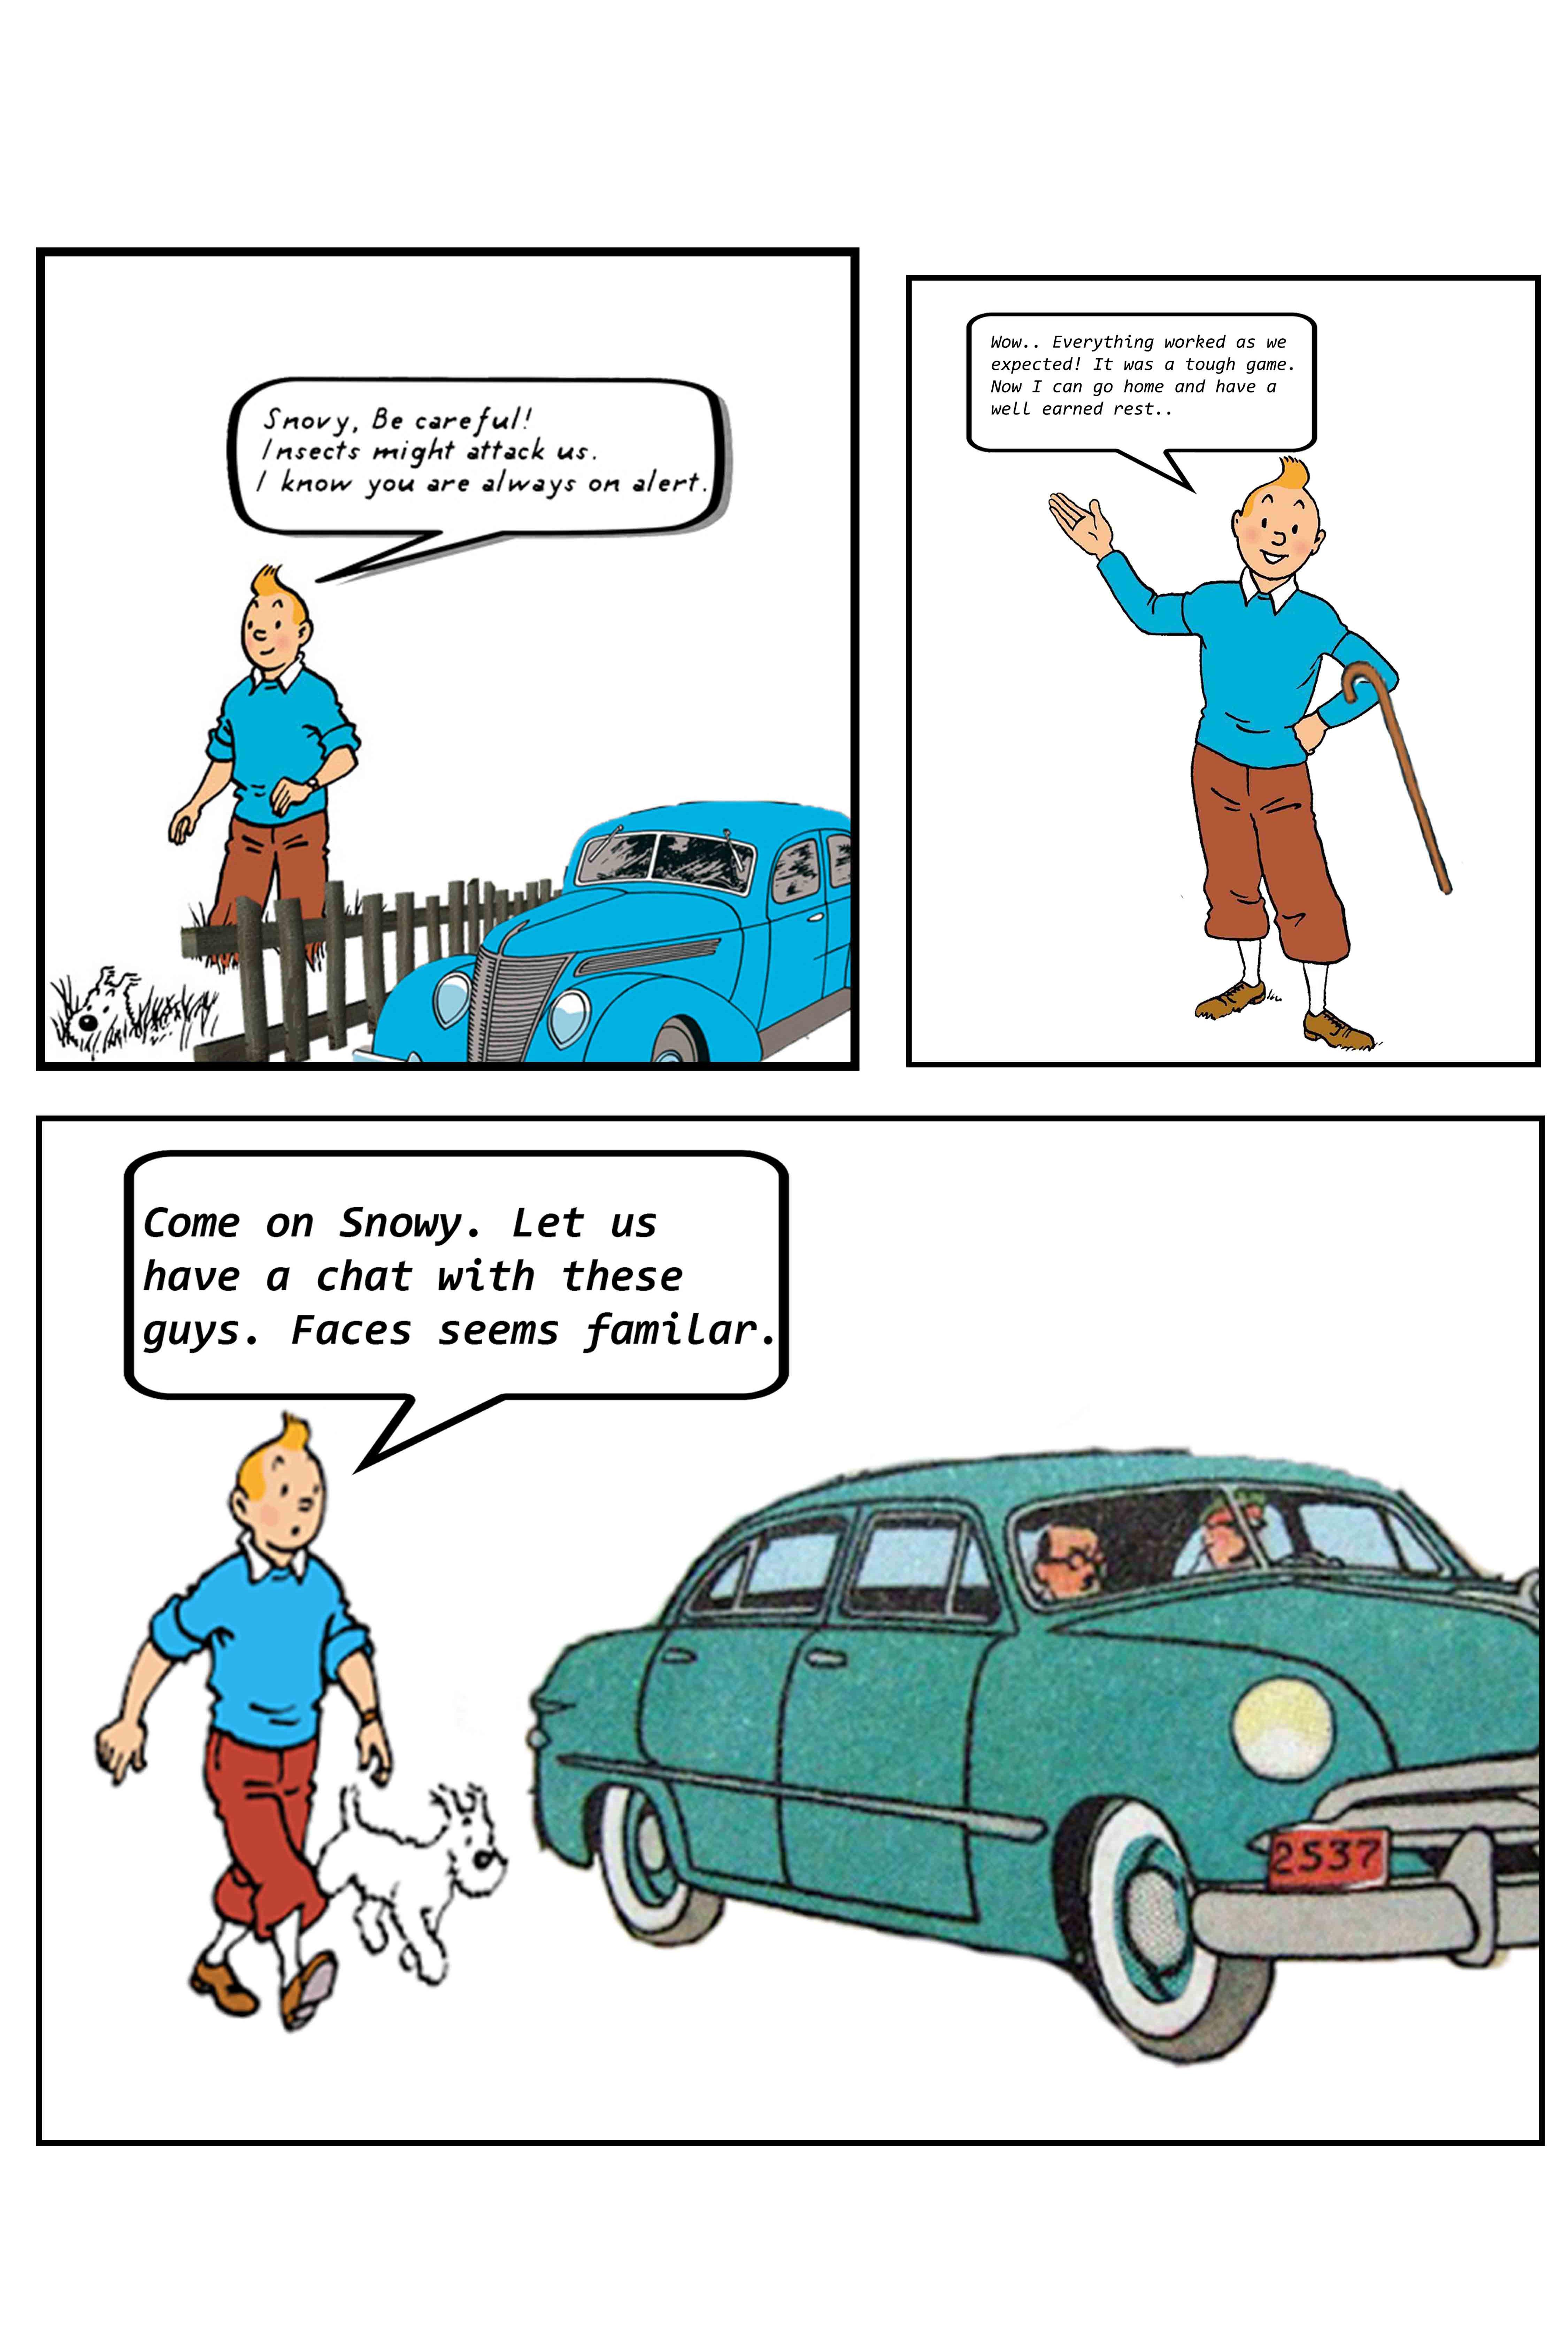 Snovy, Be careful!
Insects might attack us.
I know you are always on alert.
Wow.. Everything worked as we
expected! It was a tough game.
Now I can go home and have a
well earned rest..
Come on Snowy. Let us
have a chat with these
guys. Faces seems familar.
2537